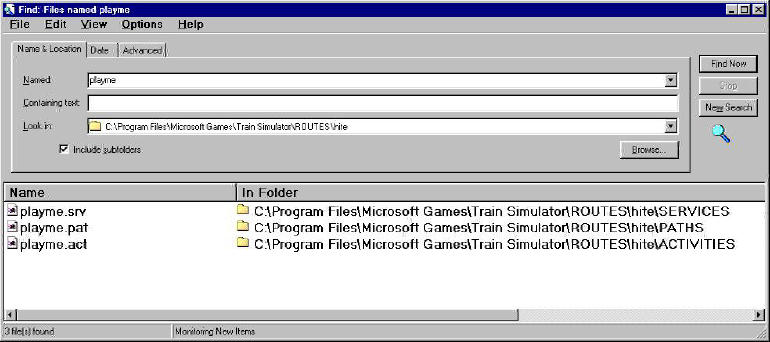 Find: Files named playme
File Edit View Options Help
Name & Location Date Advanced
Named: playme
Containing text:
Look in: C:\Program Files\Microsoft Games\Train Simulator\ROUTES\hite
Include subfolders
Browse...
Find Now
Stop
New Search
Name In Folder
playme.srv C:\Program Files\Microsoft Games\Train Simulator\ROUTES\hite\SERVICES
playme.pat C:\Program Files\Microsoft Games\Train Simulator\ROUTES\hite\PATHS
playme.act C:\Program Files\Microsoft Games\Train Simulator\ROUTES\hite\ACTIVITIES
3 file(s) found Monitoring New Items